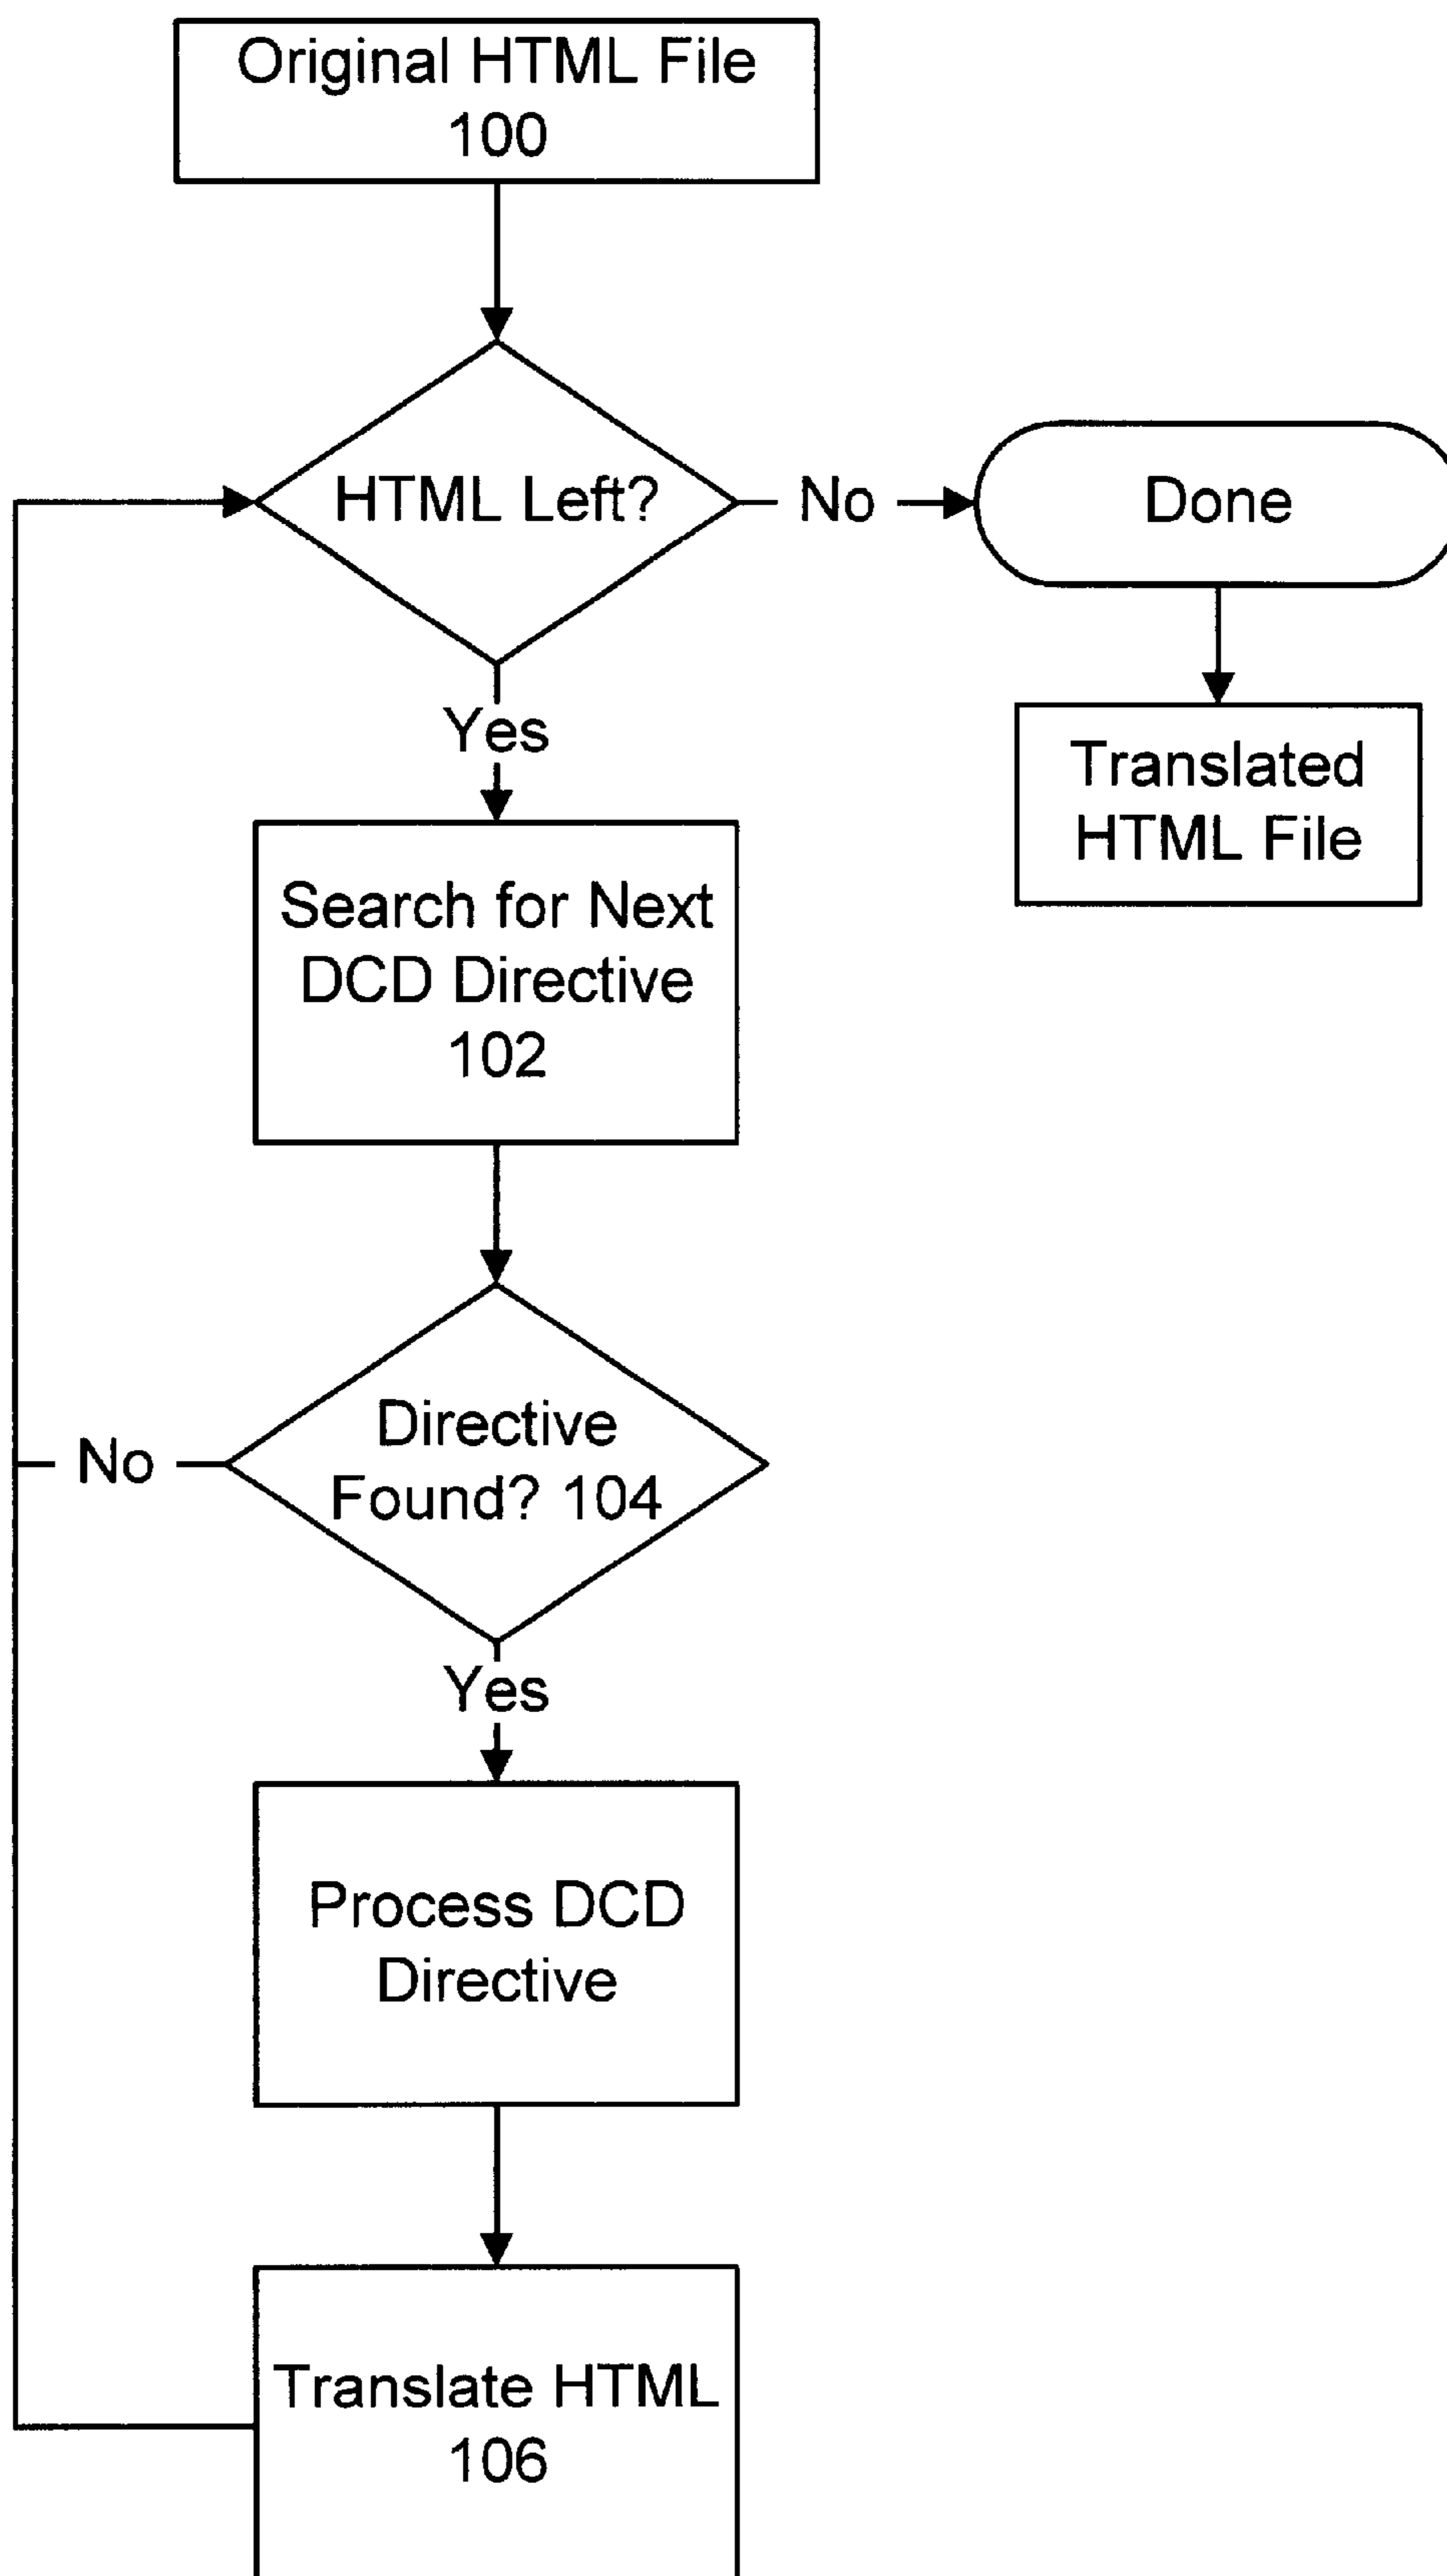 Original HTML File
100
HTML Left?
No
Done
Yes
Translated
HTML File
Search for Next
DCD Directive
102
Directive
Found? 104
No
Yes
Process DCD
Directive
Translate HTML
106